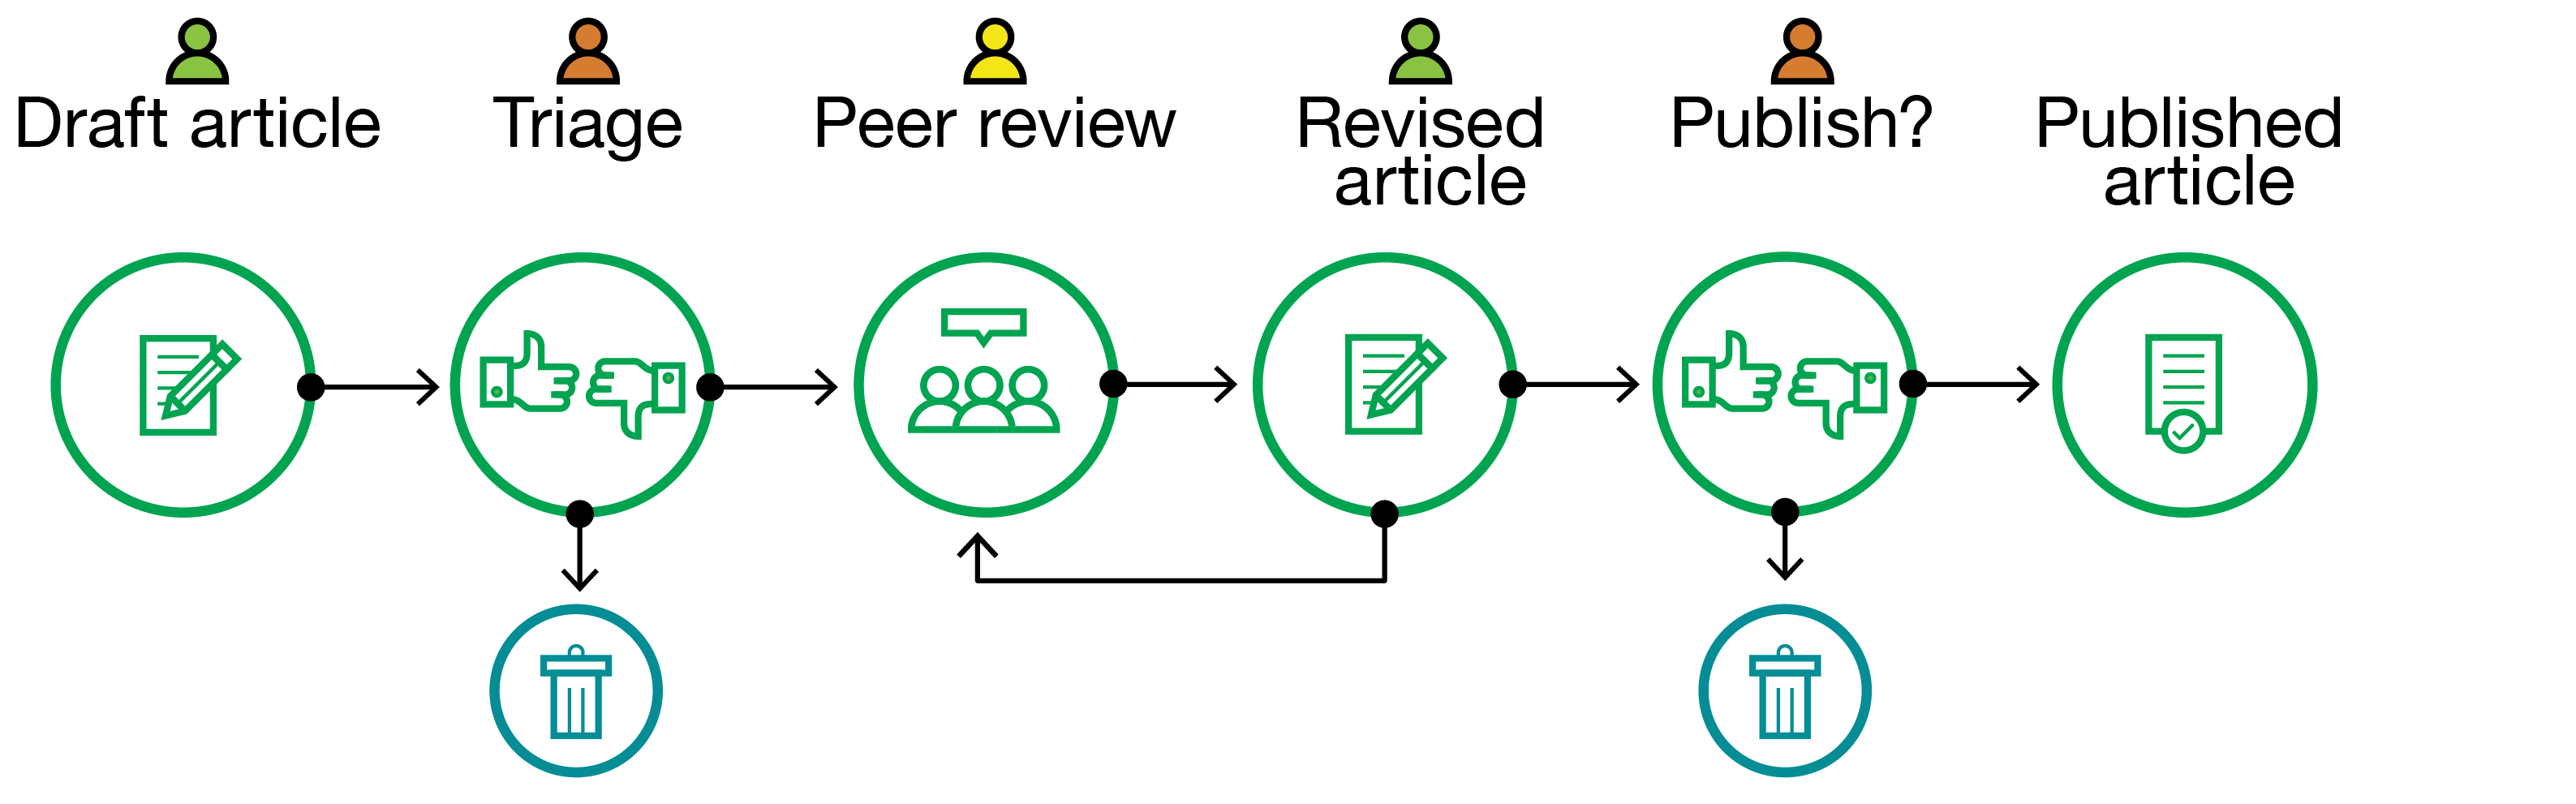 Draft article
Triage
Peer review
Revised
article
Publish?
Published
article